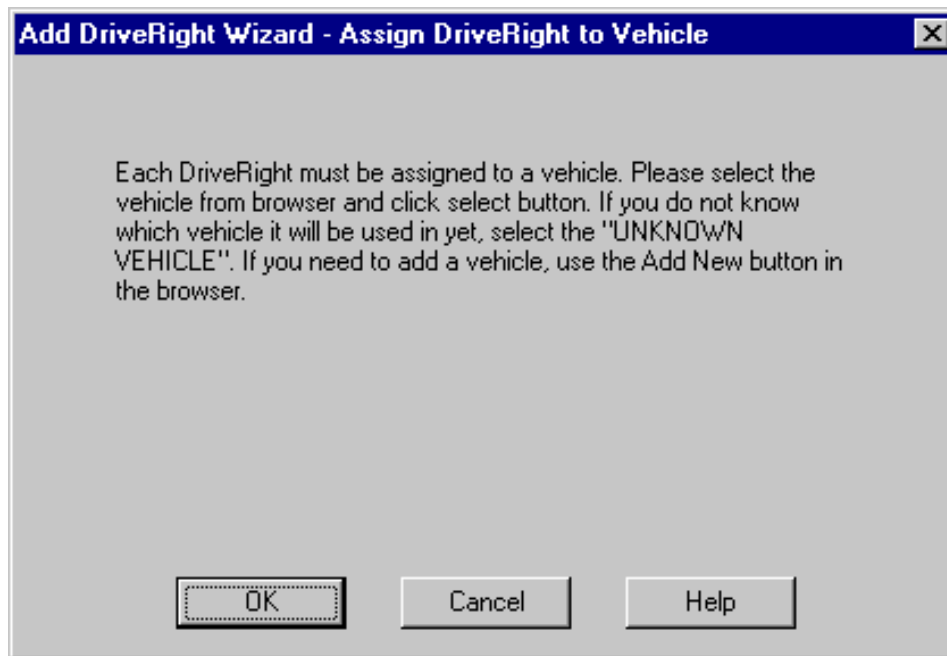 Add DriveRight Wizard - Assign DriveRight to Vehicle
Each DriveRight must be assigned to a vehicle. Please select the
vehicle from browser and click select button. If you do not know
which vehicle it will be used in yet, select the "UNKNOWN
VEHICLE". If you need to add a vehicle, use the Add New button in
the browser.
OK Cancel Help